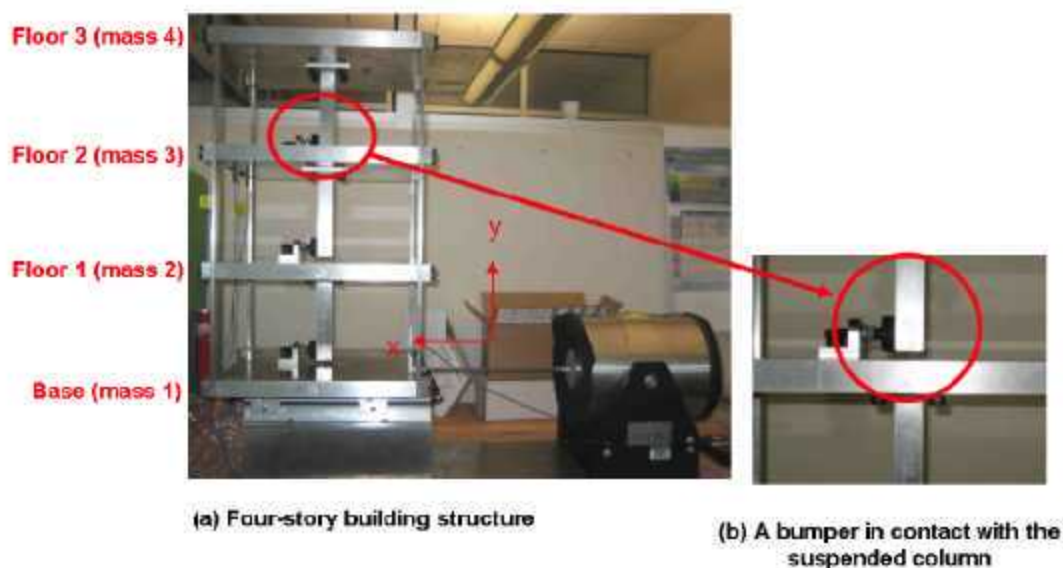 Floor 3 (mass 4)
Floor 2 (mass 3)
Floor 1 (mass 2)
Base (mass 1)
y
x
(a) Four-story building structure
(b) A bumper in contact with the
suspended column